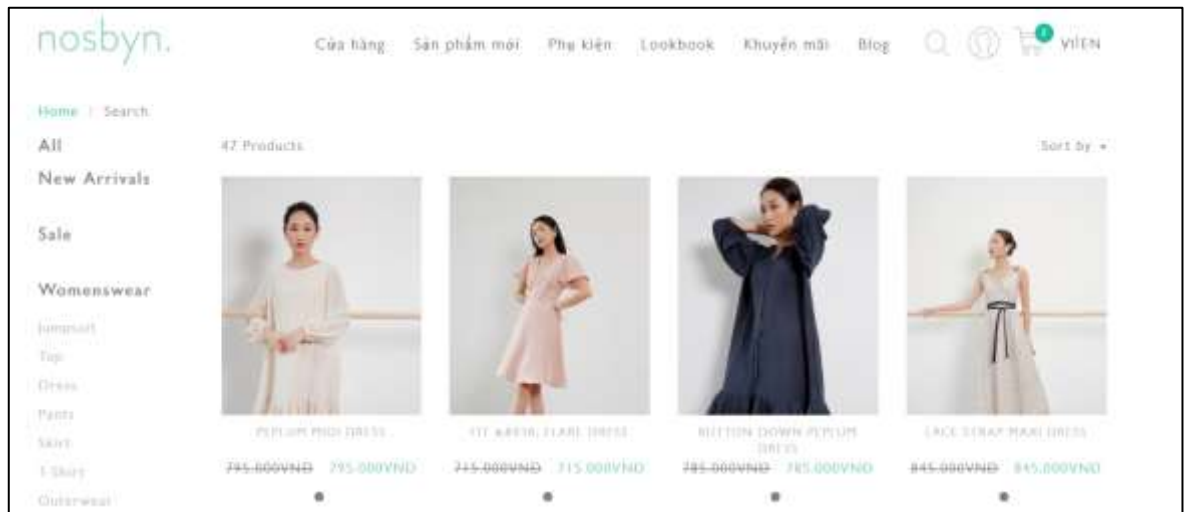 nosbyn.
Cửa hàng Sản phẩm mới Phụ kiện Lookbook Khuyến mãi Blog VI|EN
Home | Search
All
47 Products
Sort by
New Arrivals
Sale
Womenswear
Jumpsuit
Top
Dress
Pants
Skirt
T-Shirt
Outerwear
PEPLUM MIDI DRESS
795.000VND 795.000VND
FIT &#038; FLARE DRESS
715.000VND 715.000VND
BUTTON DOWN PEPLUM
DRESS
785.000VND 785.000VND
LACE STRAP MAXI DRESS
845.000VND 845.000VND